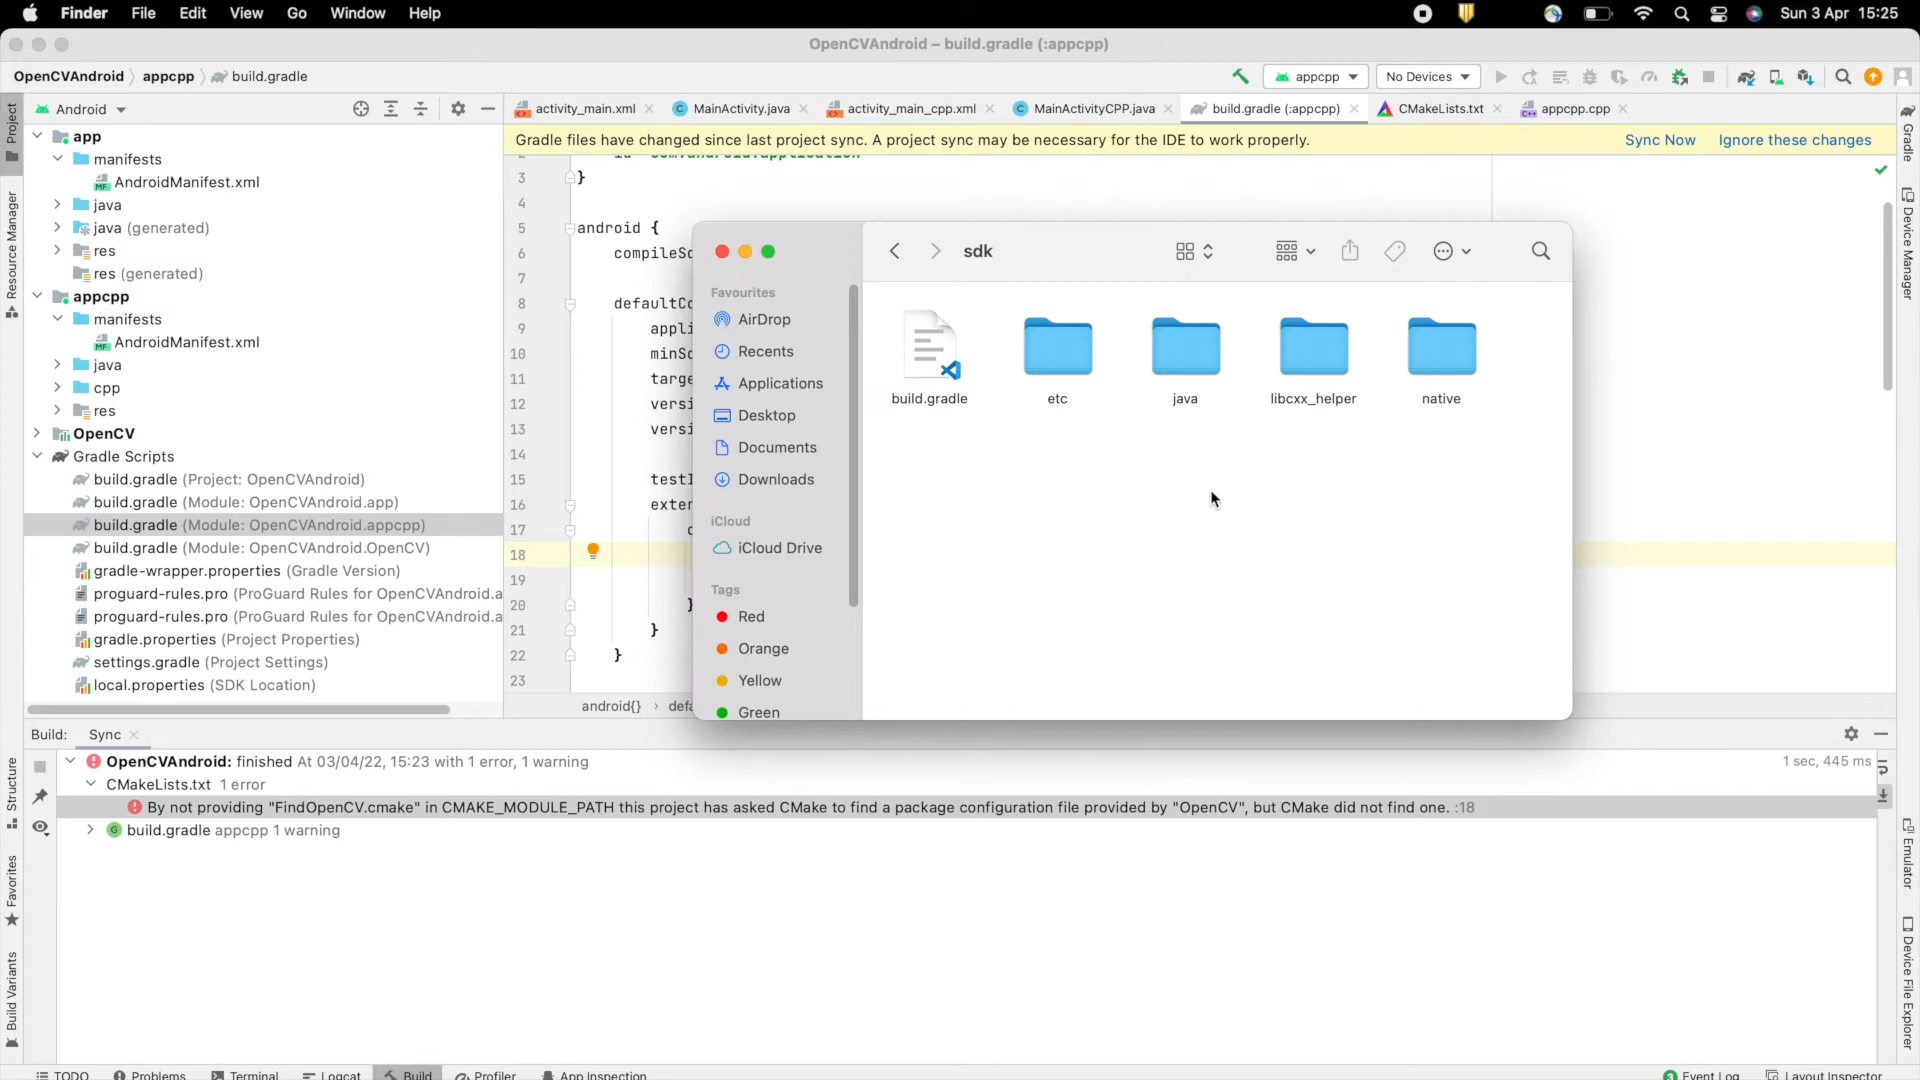 Finder File Edit View Go Window Help
Sun 3 Apr 15:25
OpenCVAndroid – build.gradle (:appcpp)
OpenCVAndroid appcpp build.gradle
appcpp No Devices
Project
Android
activity_main.xml MainActivity.java activity_main_cpp.xml MainActivityCPP.java build.gradle (:appcpp) CMakeLists.txt appcpp.cpp
Gradle files have changed since last project sync. A project sync may be necessary for the IDE to work properly.
Sync Now Ignore these changes
app
manifests
AndroidManifest.xml
java
java (generated)
res
res (generated)
appcpp
manifests
AndroidManifest.xml
java
cpp
res
OpenCV
Gradle Scripts
build.gradle (Project: OpenCVAndroid)
build.gradle (Module: OpenCVAndroid.app)
build.gradle (Module: OpenCVAndroid.appcpp)
build.gradle (Module: OpenCVAndroid.OpenCV)
gradle-wrapper.properties (Gradle Version)
proguard-rules.pro (ProGuard Rules for OpenCVAndroid.a
proguard-rules.pro (ProGuard Rules for OpenCVAndroid.a
gradle.properties (Project Properties)
settings.gradle (Project Settings)
local.properties (SDK Location)
3 }
4
5 android {
6 compileSd
7
8 defaultCo
9 appli
10 minSd
11 targe
12 versi
13 versi
14
15 testI
16 exter
17 c
18
19
20 }
21 }
22 }
23
android{} › defa
sdk
Favourites
AirDrop
Recents
Applications
Desktop
Documents
Downloads
iCloud
iCloud Drive
Tags
Red
Orange
Yellow
Green
build.gradle
etc
java
libcxx_helper
native
Build: Sync
OpenCVAndroid: finished At 03/04/22, 15:23 with 1 error, 1 warning
1 sec, 445 ms
CMakeLists.txt 1 error
By not providing "FindOpenCV.cmake" in CMAKE_MODULE_PATH this project has asked CMake to find a package configuration file provided by "OpenCV", but CMake did not find one. :18
build.gradle appcpp 1 warning
Resource Manager
Structure
Favorites
Build Variants
Gradle
Device Manager
Emulator
Device File Explorer
TODO Problems Terminal Logcat Build Profiler App Inspection
3 Event Log Layout Inspector